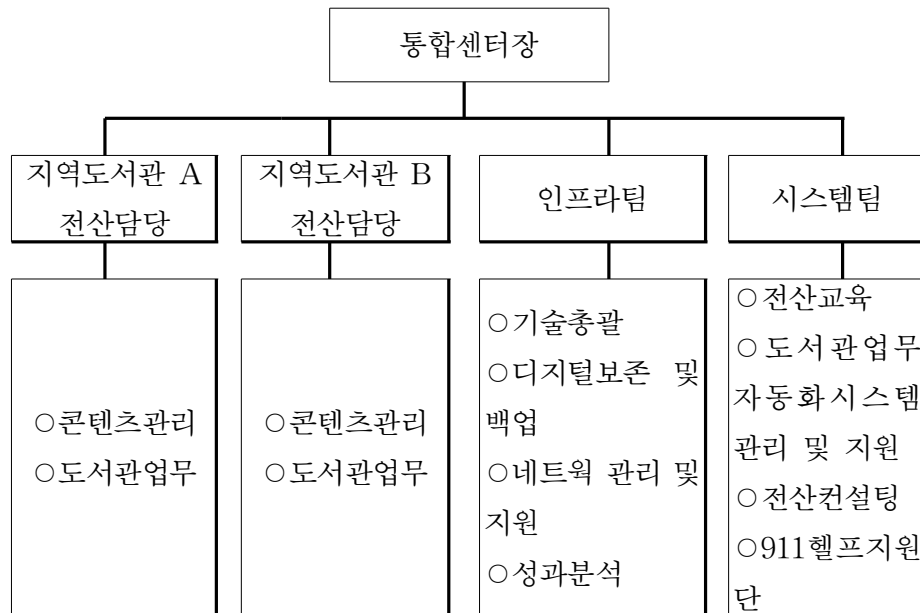 통합센터장
지역도서관 A
전산담당
지역도서관 B
전산담당
인프라팀
시스템팀
○콘텐츠관리
○도서관업무
○콘텐츠관리
○도서관업무
○기술총괄
○디지털보존 및
백업
○네트웍 관리 및
지원
○성과분석
○전산교육
○도서관업무
자동화시스템
관리 및 지원
○전산컨설팅
○911헬프지원
단